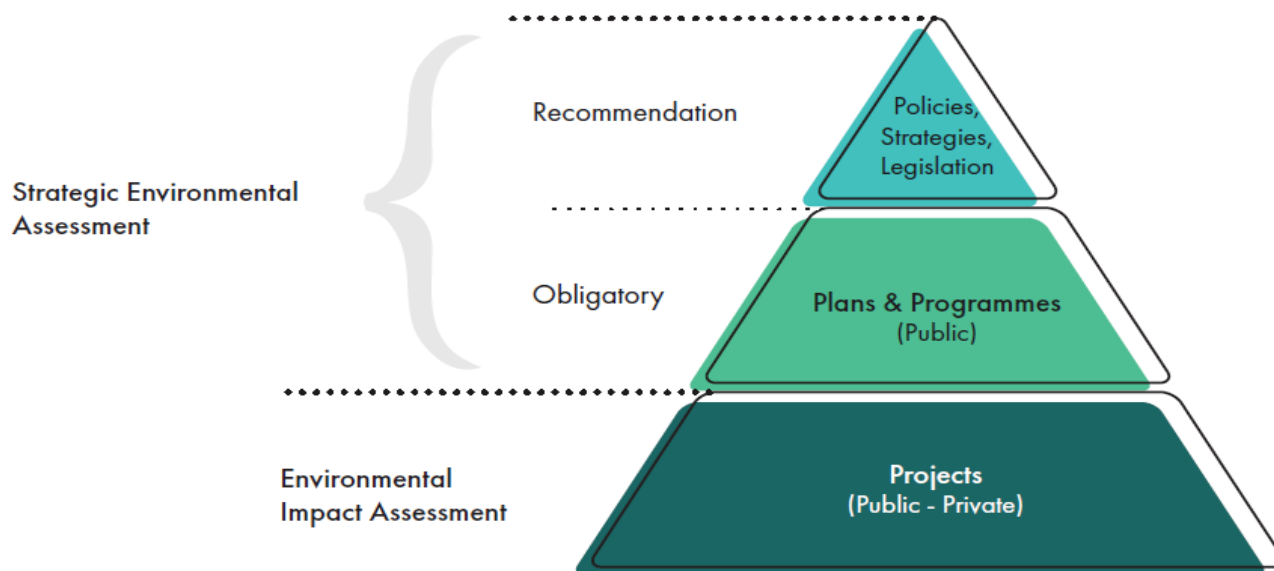 Recommendation
Policies,
Strategies,
Legislation
Strategic Environmental
Assessment
Obligatory
Plans & Programmes
(Public)
Environmental
Impact Assessment
Projects
(Public - Private)